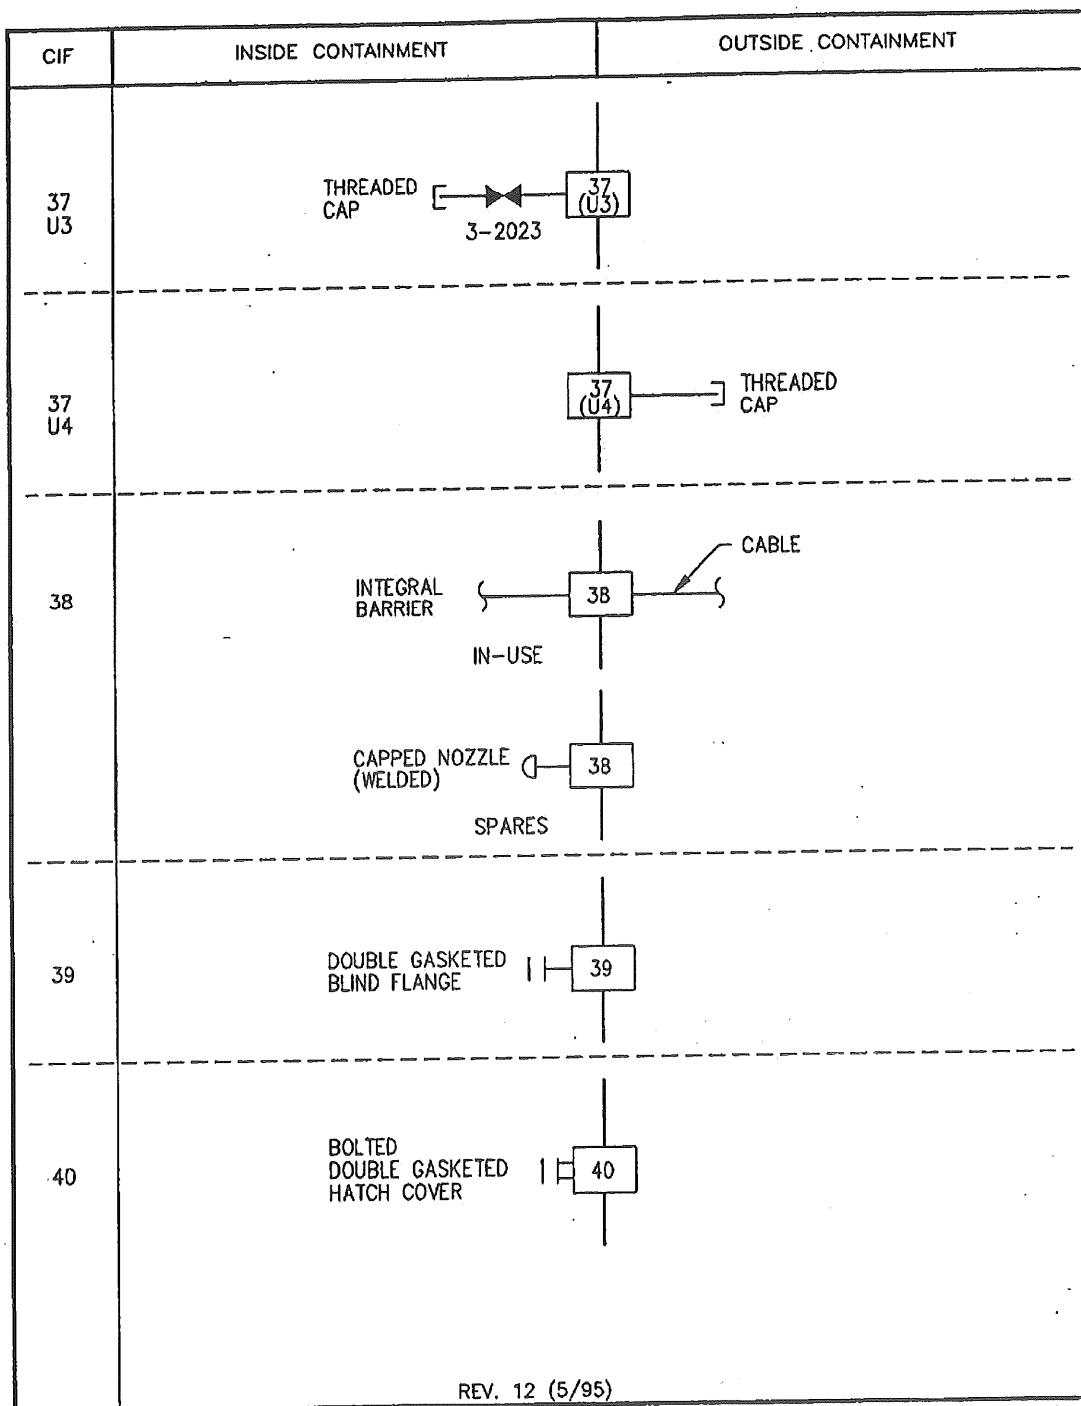 CIF INSIDE CONTAINMENT OUTSIDE CONTAINMENT
37
U3
THREADED
CAP
3-2023
37
(U3)
37
U4
37
(U4)
THREADED
CAP
38
INTEGRAL
BARRIER
38
CABLE
IN-USE
CAPPED NOZZLE
(WELDED)
38
SPARES
39
DOUBLE GASKETED
BLIND FLANGE
39
40
BOLTED
DOUBLE GASKETED
HATCH COVER
40
REV. 12 (5/95)